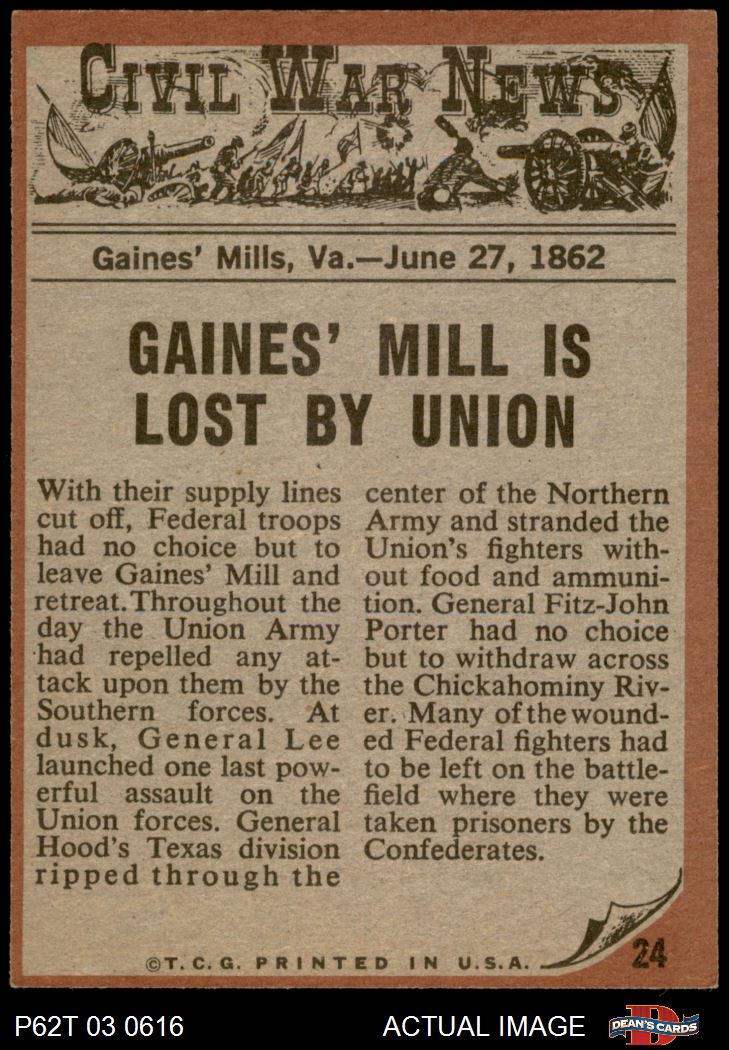 CIVIL WAR NEWS
Gaines' Mills, Va.—June 27, 1862
GAINES' MILL IS
LOST BY UNION
With their supply lines
cut off, Federal troops
had no choice but to
leave Gaines' Mill and
retreat.Throughout the
day the Union Army
had repelled any at-
tack upon them by the
Southern forces. At
dusk, General Lee
launched one last pow-
erful assault on the
Union forces. General
Hood's Texas division
ripped through the
center of the Northern
Army and stranded the
Union's fighters with-
out food and ammuni-
tion. General Fitz-John
Porter had no choice
but to withdraw across
the Chickahominy Riv-
er. Many of the wound-
ed Federal fighters had
to be left on the battle-
field where they were
taken prisoners by the
Confederates.
24
©T. C. G. PRINTED IN U.S.A.
P62T 03 0616
ACTUAL IMAGE
D
DEAN'S CARDS